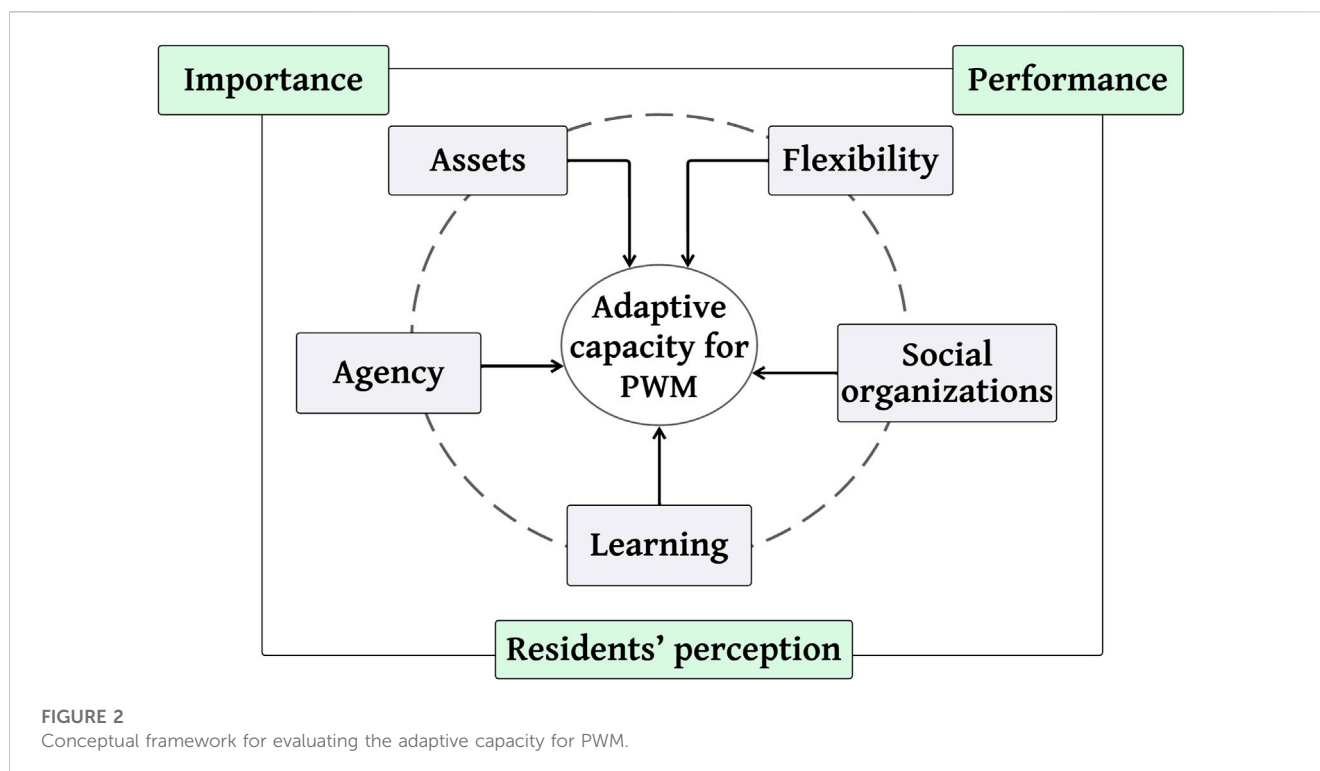 Importance
Performance
Assets
Flexibility
Adaptive
capacity for
PWM
Agency
Social
organizations
Learning
Residents’ perception
FIGURE 2
Conceptual framework for evaluating the adaptive capacity for PWM.